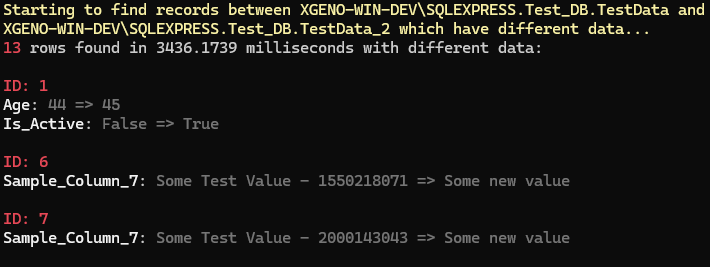 Starting to find records between XGENO-WIN-DEV\SQLEXPRESS.Test_DB.TestData and
XGENO-WIN-DEV\SQLEXPRESS.Test_DB.TestData_2 which have different data...
13 rows found in 3436.1739 milliseconds with different data:
ID: 1
Age: 44 => 45
Is_Active: False => True
ID: 6
Sample_Column_7: Some Test Value - 1550218071 => Some new value
ID: 7
Sample_Column_7: Some Test Value - 2000143043 => Some new value